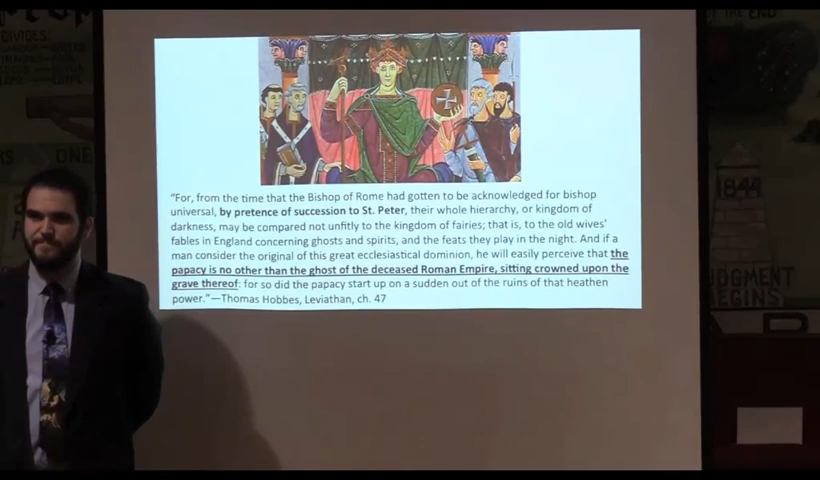 DIVIDES:
OF THE END
ONE
"For, from the time that the Bishop of Rome had gotten to be acknowledged for bishop
universal, by pretence of succession to St. Peter, their whole hierarchy, or kingdom of
darkness, may be compared not unfitly to the kingdom of fairies; that is, to the old wives'
fables in England concerning ghosts and spirits, and the feats they play in the night. And if a
man consider the original of this great ecclesiastical dominion, he will easily perceive that the
papacy is no other than the ghost of the deceased Roman Empire, sitting crowned upon the
grave thereof: for so did the papacy start up on a sudden out of the ruins of that heathen
power."—Thomas Hobbes, Leviathan, ch. 47
1844
JUDGMENT
BEGINS